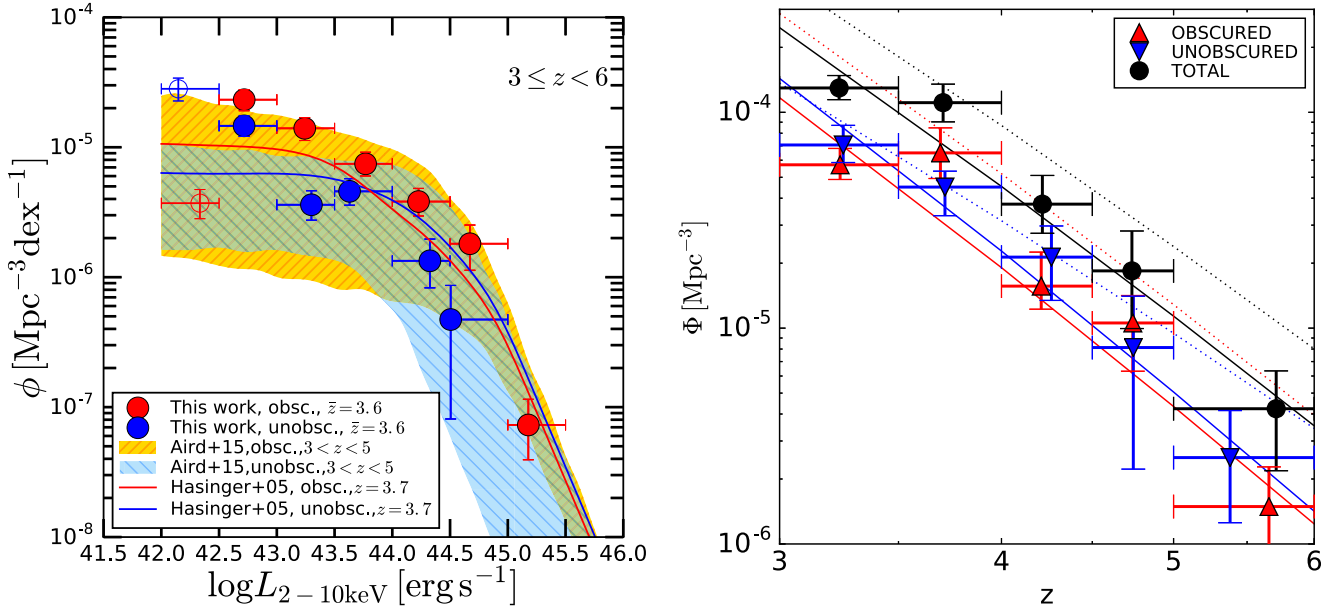 10⁻⁴
10⁻⁵
10⁻⁶
10⁻⁷
10⁻⁸
ϕ [Mpc⁻³dex⁻¹]
3 ≤ z < 6
This work, obsc., z̄ = 3.6
This work, unobsc., z̄ = 3.6
Aird+15,obsc.,3 < z < 5
Aird+15,unobsc.,3 < z < 5
Hasinger+05, obsc.,z = 3.7
Hasinger+05, unobsc.,z = 3.7
41.5 42.0 42.5 43.0 43.5 44.0 44.5 45.0 45.5 46.0
logL₂₋₁₀ₖₑV [erg s⁻¹]
OBSCURED
UNOBSCURED
TOTAL
10⁻⁴
10⁻⁵
10⁻⁶
Φ [Mpc⁻³]
3 4 5 6
z